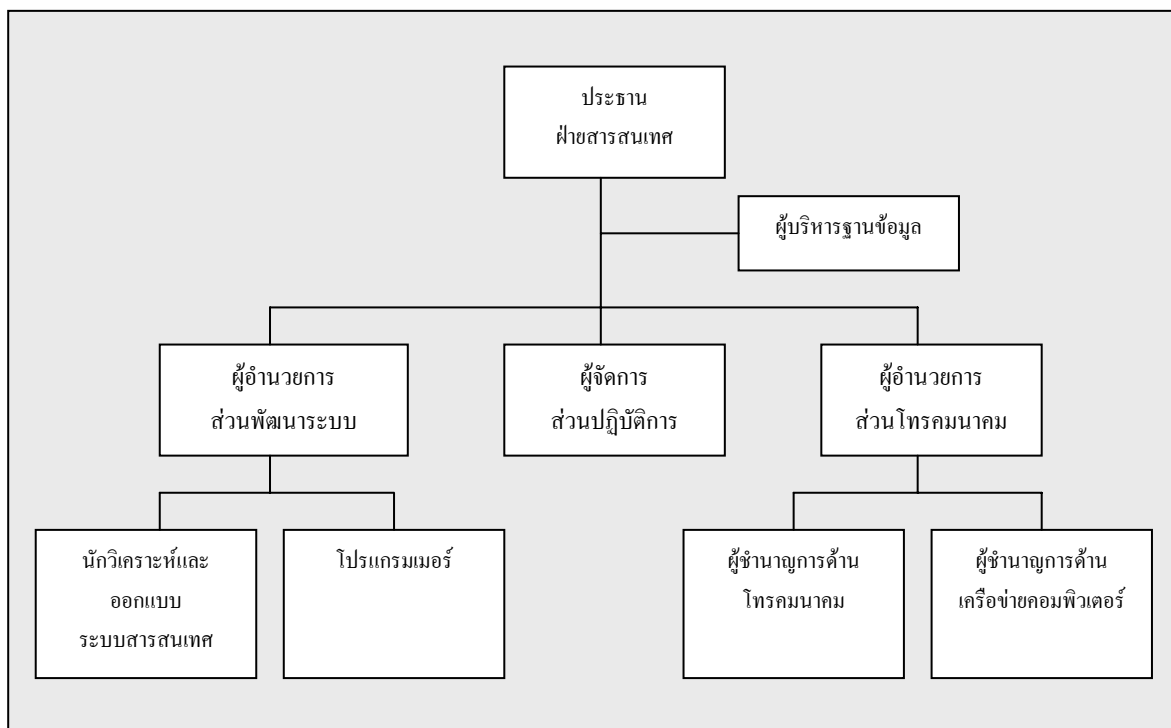 ประธาน
ฝ่ายสารสนเทศ
ผู้บริหารฐานข้อมูล
ผู้อำนวยการ
ส่วนพัฒนาระบบ
ผู้จัดการ
ส่วนปฏิบัติการ
ผู้อำนวยการ
ส่วนโทรคมนาคม
นักวิเคราะห์และ
ออกแบบ
ระบบสารสนเทศ
โปรแกรมเมอร์
ผู้ชำนาญการด้าน
โทรคมนาคม
ผู้ชำนาญการด้าน
เครือข่ายคอมพิวเตอร์